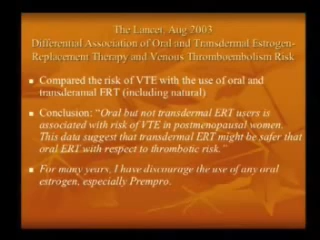 The Lancet, Aug 2003
Differential Association of Oral and Transdermal Estrogen-
Replacement Therapy and Venous Thromboembolism Risk
Compared the risk of VTE with the use of oral and
transderamal ERT (including natural)
Conclusion: "Oral but not transdermal ERT users is
associated with risk of VTE in postmenopausal women.
This data suggest that transdermal ERT might be safer that
oral ERT with respect to thrombotic risk."
For many years, I have discourage the use of any oral
estrogen, especially Prempro.